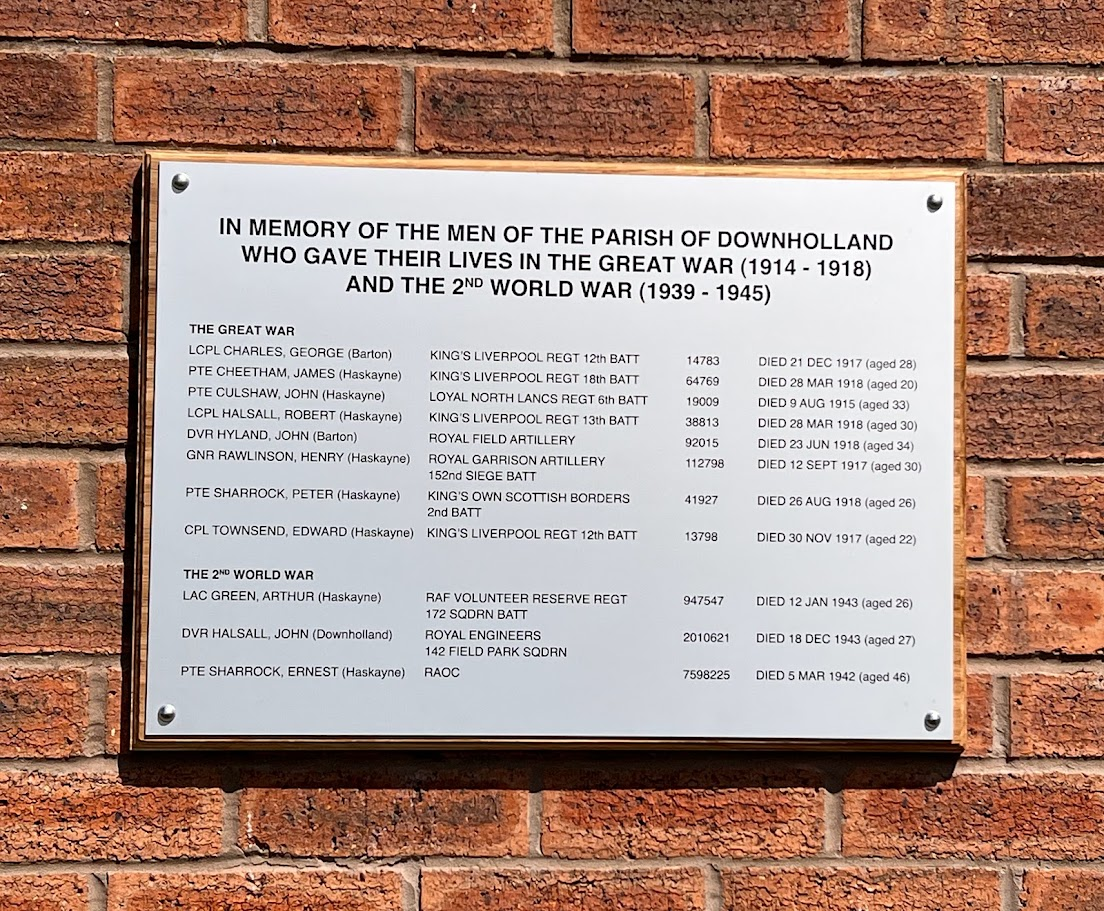 IN MEMORY OF THE MEN OF THE PARISH OF DOWNHOLLAND
WHO GAVE THEIR LIVES IN THE GREAT WAR (1914 - 1918)
AND THE 2ND WORLD WAR (1939 - 1945)
THE GREAT WAR
LCPL CHARLES, GEORGE (Barton) KING'S LIVERPOOL REGT 12th BATT 14783 DIED 21 DEC 1917 (aged 28)
PTE CHEETHAM, JAMES (Haskayne) KING'S LIVERPOOL REGT 18th BATT 64769 DIED 28 MAR 1918 (aged 20)
PTE CULSHAW, JOHN (Haskayne) LOYAL NORTH LANCS REGT 6th BATT 19009 DIED 9 AUG 1915 (aged 33)
LCPL HALSALL, ROBERT (Haskayne) KING'S LIVERPOOL REGT 13th BATT 38813 DIED 28 MAR 1918 (aged 30)
DVR HYLAND, JOHN (Barton) ROYAL FIELD ARTILLERY 92015 DIED 23 JUN 1918 (aged 34)
GNR RAWLINSON, HENRY (Haskayne) ROYAL GARRISON ARTILLERY 112798 DIED 12 SEPT 1917 (aged 30)
152nd SIEGE BATT
PTE SHARROCK, PETER (Haskayne) KING'S OWN SCOTTISH BORDERS 41927 DIED 26 AUG 1918 (aged 26)
2nd BATT
CPL TOWNSEND, EDWARD (Haskayne) KING'S LIVERPOOL REGT 12th BATT 13798 DIED 30 NOV 1917 (aged 22)
THE 2ND WORLD WAR
LAC GREEN, ARTHUR (Haskayne) RAF VOLUNTEER RESERVE REGT 947547 DIED 12 JAN 1943 (aged 26)
172 SQDRN BATT
DVR HALSALL, JOHN (Downholland) ROYAL ENGINEERS 2010621 DIED 18 DEC 1943 (aged 27)
142 FIELD PARK SQDRN
PTE SHARROCK, ERNEST (Haskayne) RAOC 7598225 DIED 5 MAR 1942 (aged 46)